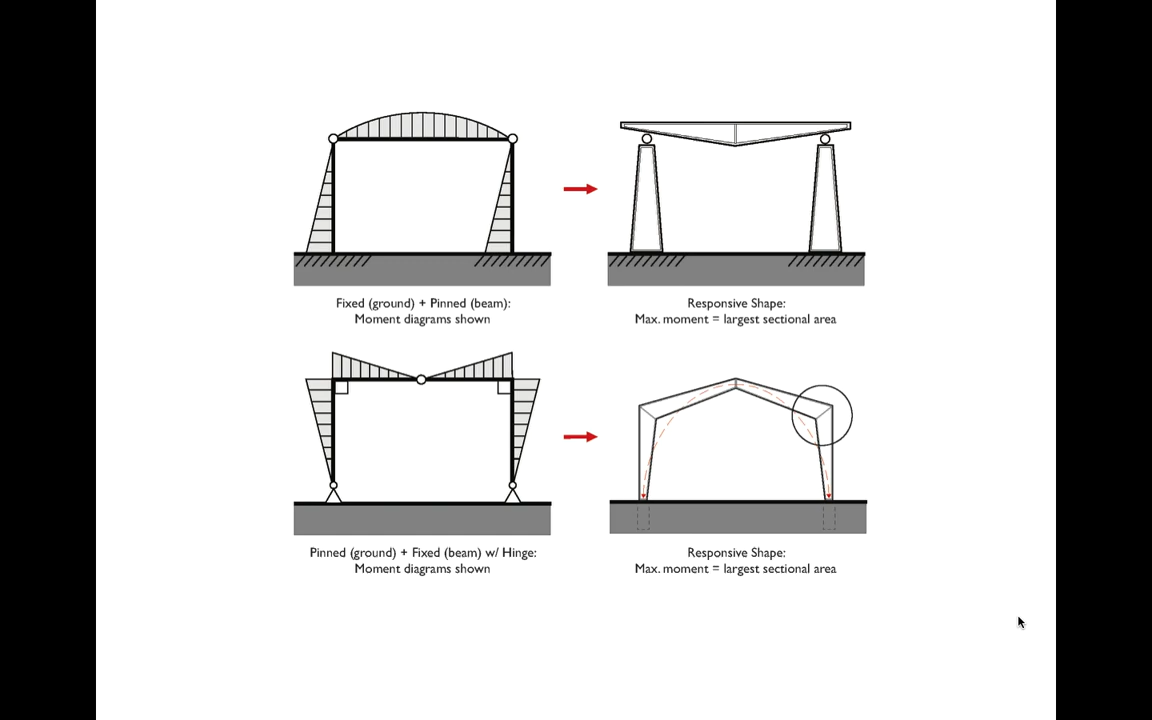 Fixed (ground) + Pinned (beam):
Moment diagrams shown
Responsive Shape:
Max. moment = largest sectional area
Pinned (ground) + Fixed (beam) w/ Hinge:
Moment diagrams shown
Responsive Shape:
Max. moment = largest sectional area